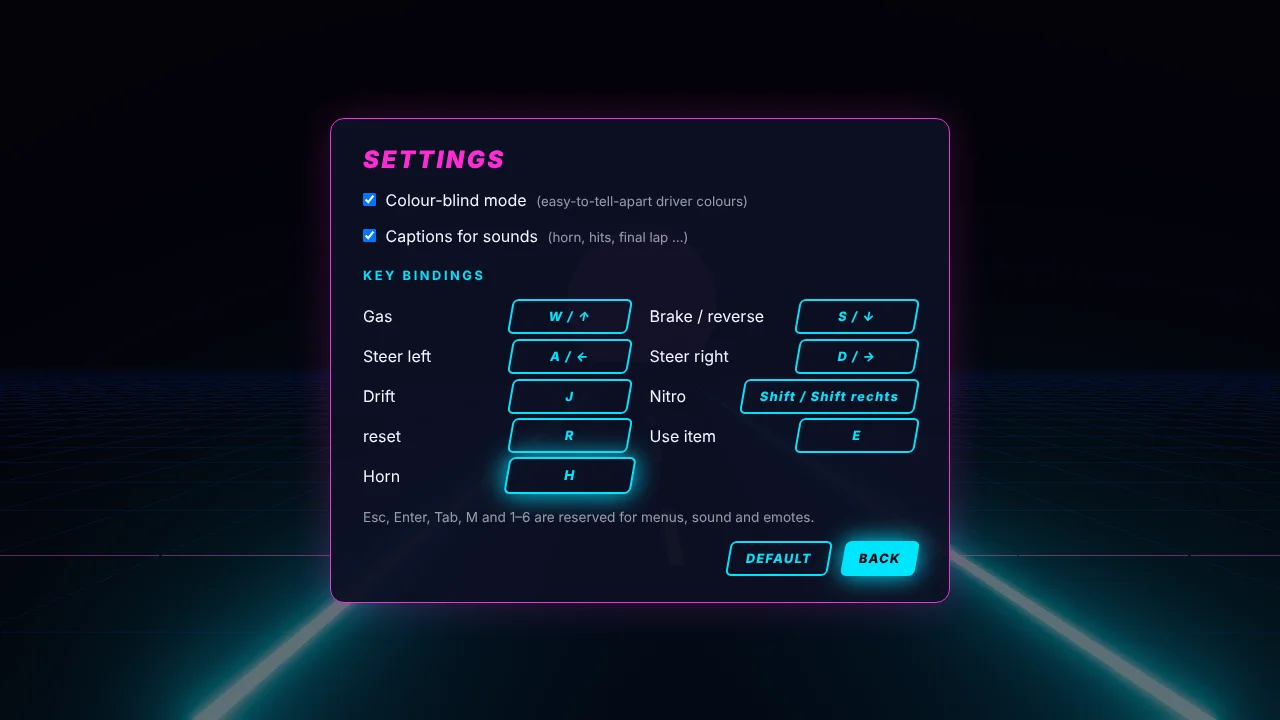 SETTINGS
Colour-blind mode (easy-to-tell-apart driver colours)
Captions for sounds (horn, hits, final lap ...)
KEY BINDINGS
Gas W / ↑ Brake / reverse S / ↓
Steer left A / ← Steer right D / →
Drift J Nitro Shift / Shift rechts
reset R Use item E
Horn H
Esc, Enter, Tab, M and 1–6 are reserved for menus, sound and emotes.
DEFAULT BACK